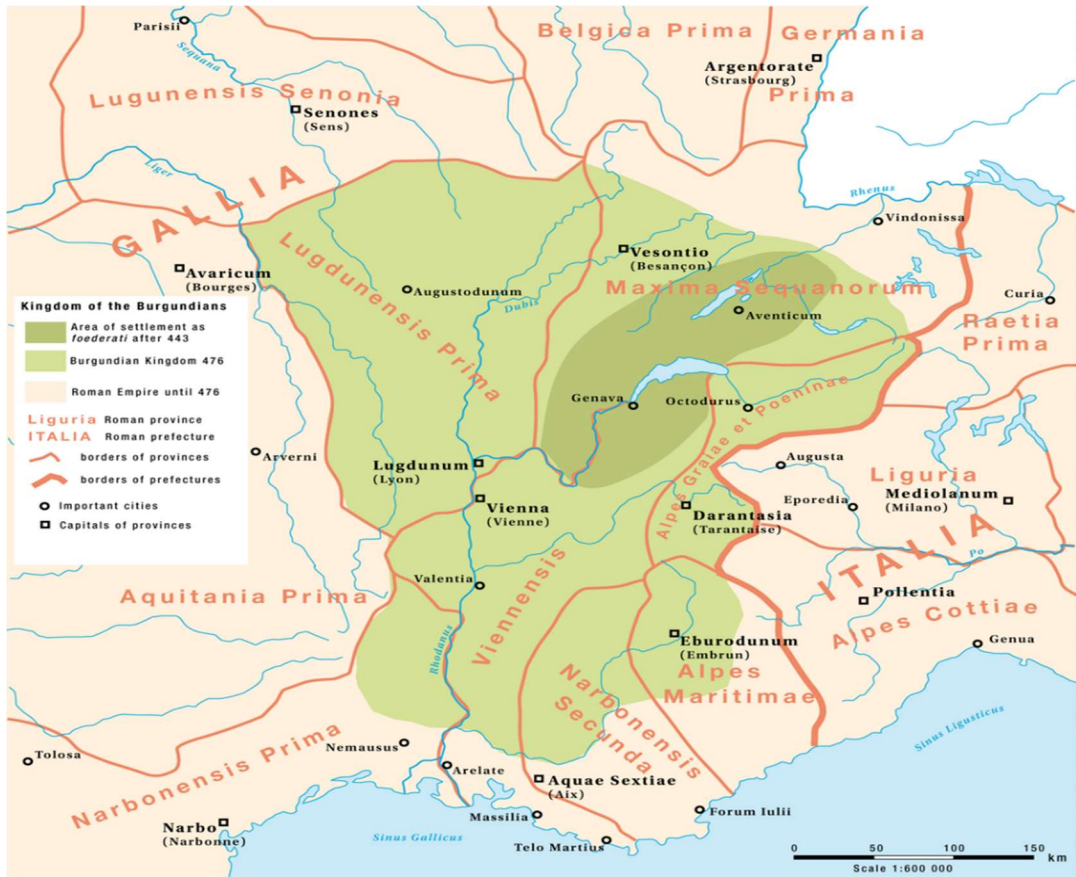 Parisii
Sequana
Belgica Prima
Germania
Prima
Argentorate
(Strasbourg)
Lugunensis Senonia
Senones
(Sens)
Liger
GALLIA
Rhenus
Vindonissa
Avaricum
(Bourges)
Lugdunensis Prima
Augustodunum
Dubis
Vesontio
(Besançon)
Maxima Sequanorum
Aventicum
Curia
Raetia
Prima
Kingdom of the Burgundians
Area of settlement as
foederati after 443
Burgundian Kingdom 476
Roman Empire until 476
Liguria Roman province
ITALIA Roman prefecture
borders of provinces
borders of prefectures
Important cities
Capitals of provinces
Genava
Octodurus
Alpes Graiae et Poeninae
Arverni
Lugdunum
(Lyon)
Vienna
(Vienne)
Augusta
Liguria
Eporedia
Mediolanum
(Milano)
Darantasia
(Tarantaise)
ITALIA
Po
Valentia
Viennensis
Aquitania Prima
Rhodanus
Pollentia
Alpes Cottiae
Genua
Eburodunum
(Embrun)
Alpes
Maritimae
Narbonensis
Secunda
Sinus Ligusticus
Narbonensis Prima
Tolosa
Nemausus
Arelate
Aquae Sextiae
(Aix)
Massilia
Forum Iulii
Telo Martius
Narbo
(Narbonne)
Sinus Gallicus
0 50 100 150
km
Scale 1:600 000